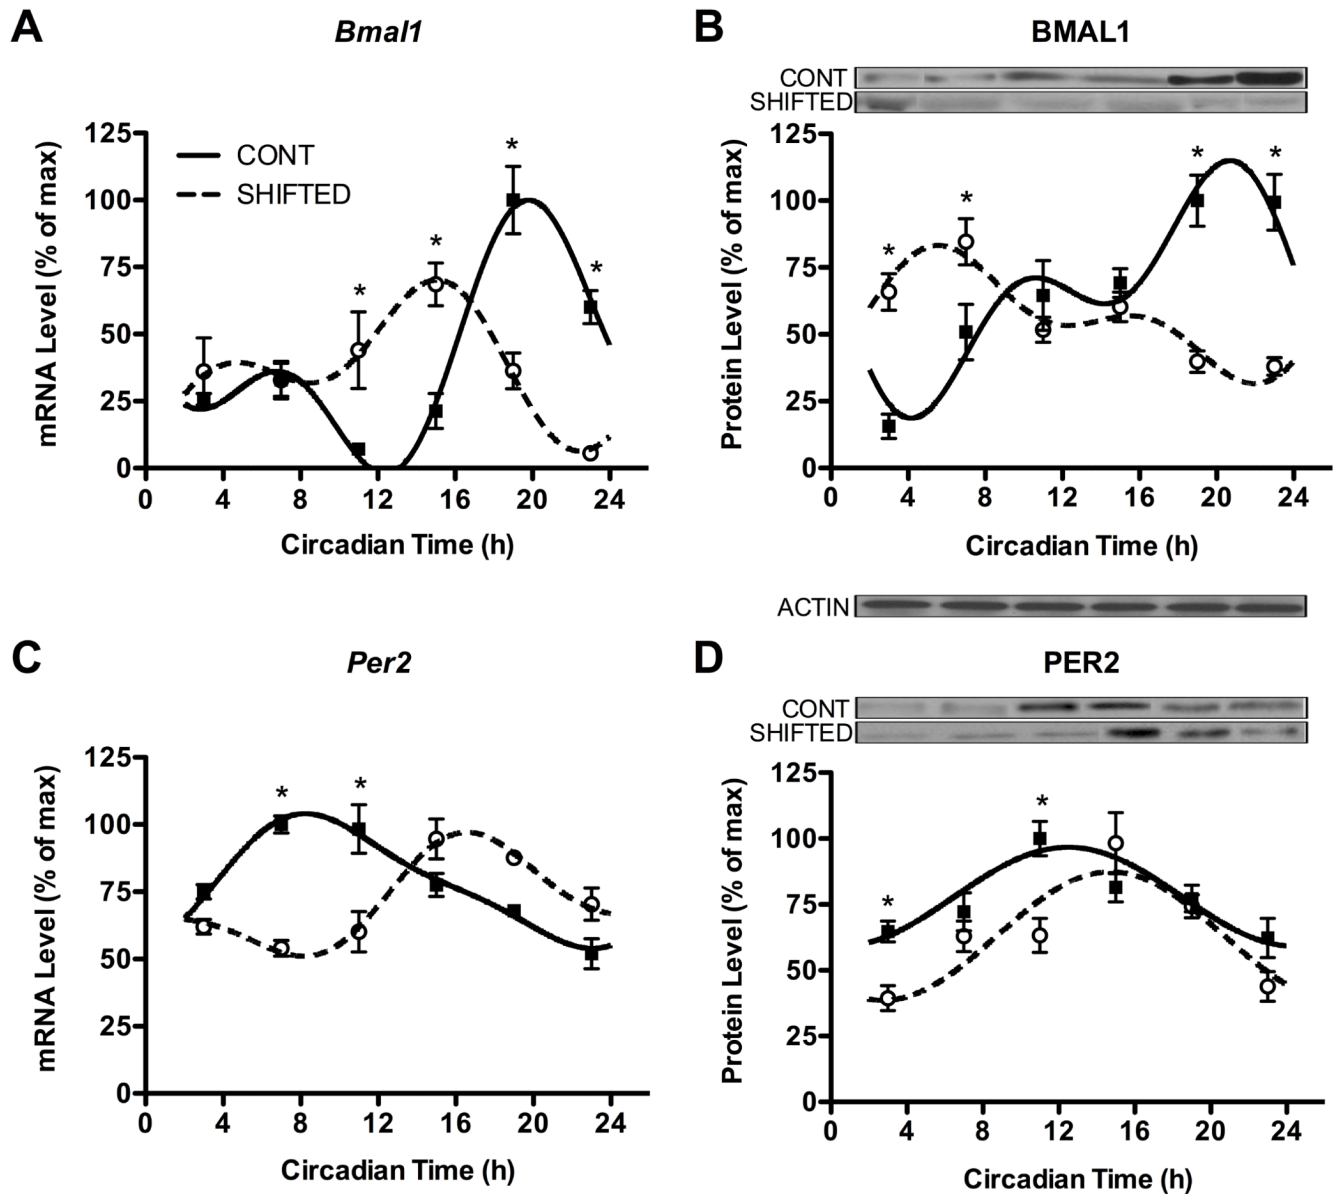 A
Bmal1
125
100
75
50
25
0
mRNA Level (% of max)
CONT
SHIFTED
*
*
*
*
0 4 8 12 16 20 24
Circadian Time (h)
B
BMAL1
CONT
SHIFTED
125
100
75
50
25
0
Protein Level (% of max)
*
*
*
*
0 4 8 12 16 20 24
Circadian Time (h)
ACTIN
C
Per2
125
100
75
50
25
0
mRNA Level (% of max)
*
*
0 4 8 12 16 20 24
Circadian Time (h)
D
PER2
CONT
SHIFTED
125
100
75
50
25
0
Protein Level (% of max)
*
*
0 4 8 12 16 20 24
Circadian Time (h)